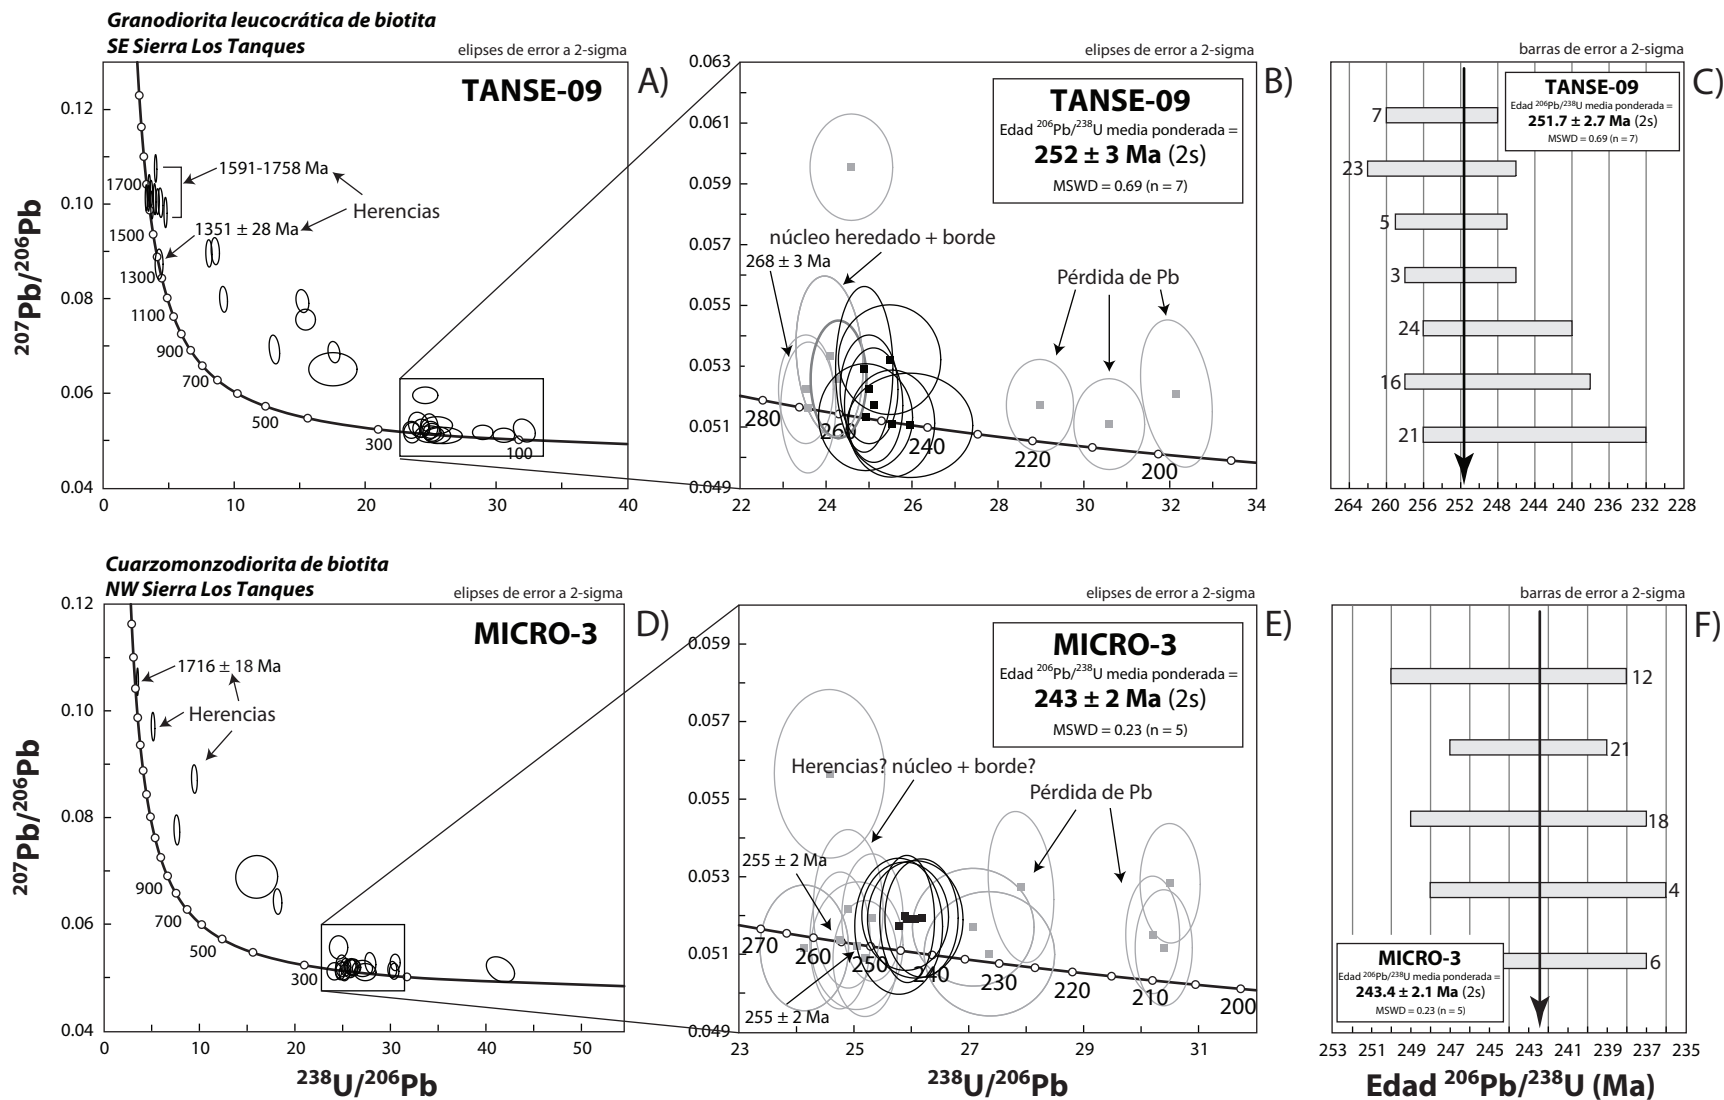 Granodiorita leucocrática de biotita
SE Sierra Los Tanques
elipses de error a 2-sigma
A)
TANSE-09
0.12
0.10
0.08
0.06
0.04
207Pb/206Pb
1700
1500
1300
1100
900
700
500
300
100
1591-1758 Ma
1351 ± 28 Ma
Herencias
0 10 20 30 40
elipses de error a 2-sigma
B)
TANSE-09
Edad 206Pb/238U media ponderada =
252 ± 3 Ma (2s)
MSWD = 0.69 (n = 7)
0.063
0.061
0.059
0.057
0.055
0.053
0.051
0.049
núcleo heredado + borde
268 ± 3 Ma
Pérdida de Pb
280
260
240
220
200
22 24 26 28 30 32 34
barras de error a 2-sigma
C)
TANSE-09
Edad 206Pb/238U media ponderada =
251.7 ± 2.7 Ma (2s)
MSWD = 0.69 (n = 7)
7
23
5
3
24
16
21
264 260 256 252 248 244 240 236 232 228
Cuarzomonzodiorita de biotita
NW Sierra Los Tanques
elipses de error a 2-sigma
D)
MICRO-3
0.12
0.10
0.08
0.06
0.04
207Pb/206Pb
1716 ± 18 Ma
Herencias
900
700
500
300
0 10 20 30 40 50
238U/206Pb
elipses de error a 2-sigma
E)
MICRO-3
Edad 206Pb/238U media ponderada =
243 ± 2 Ma (2s)
MSWD = 0.23 (n = 5)
0.059
0.057
0.055
0.053
0.051
0.049
Herencias? núcleo + borde?
Pérdida de Pb
255 ± 2 Ma
255 ± 2 Ma
270
260
250
240
230
220
210
200
23 25 27 29 31
238U/206Pb
barras de error a 2-sigma
F)
12
21
18
4
6
MICRO-3
Edad 206Pb/238U media ponderada =
243.4 ± 2.1 Ma (2s)
MSWD = 0.23 (n = 5)
253 251 249 247 245 243 241 239 237 235
Edad 206Pb/238U (Ma)